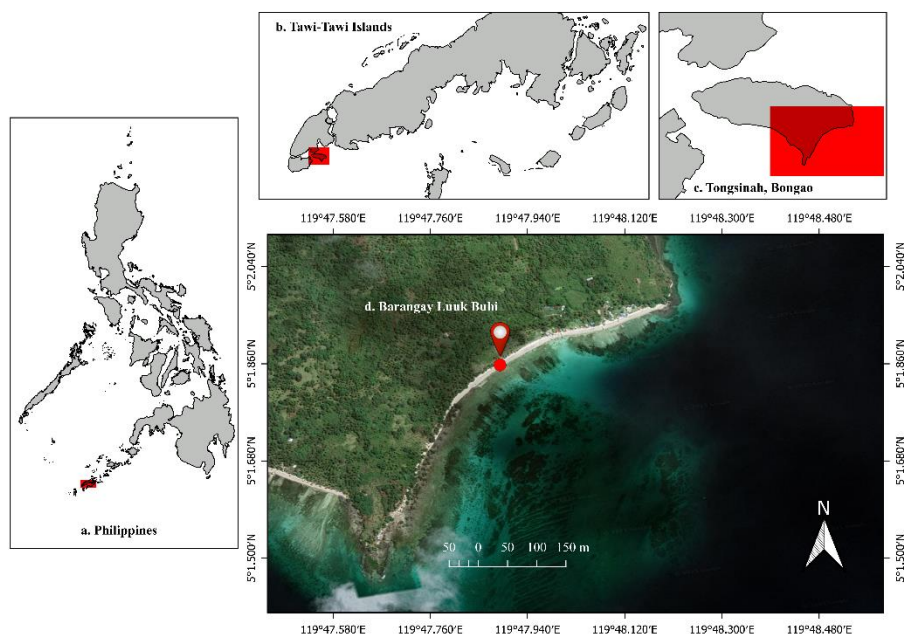 b. Tawi-Tawi Islands
c. Tongsinah, Bongao
a. Philippines
119°47.580'E 119°47.760'E 119°47.940'E 119°48.120'E 119°48.300'E 119°48.480'E
5°2.040'N
5°1.860'N
5°1.680'N
5°1.500'N
d. Barangay Luuk Buhi
50 0 50 100 150 m
N
5°2.040'N
5°1.860'N
5°1.680'N
5°1.500'N
119°47.580'E 119°47.760'E 119°47.940'E 119°48.120'E 119°48.300'E 119°48.480'E